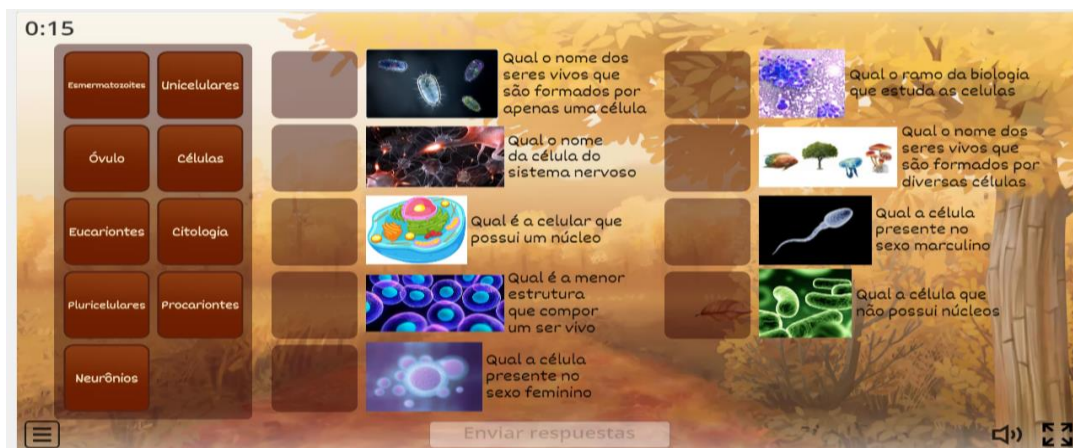 0:15
Esmermatozoites
Unicelulares
Óvulo
Células
Eucariontes
Citologia
Pluricelulares
Procariontes
Neurônios
Qual o nome dos
seres vivos que
são formados por
apenas uma célula
Qual o nome
da célula do
sistema nervoso
Qual é a celular que
possui um núcleo
Qual é a menor
estrutura
que compor
um ser vivo
Qual a célula
presente no
sexo feminino
Qual o ramo da biologia
que estuda as celulas
Qual o nome dos
seres vivos que
são formados por
diversas células
Qual a célula
presente no
sexo marculino
Qual a célula que
não possui núcleos
Enviar respuestas